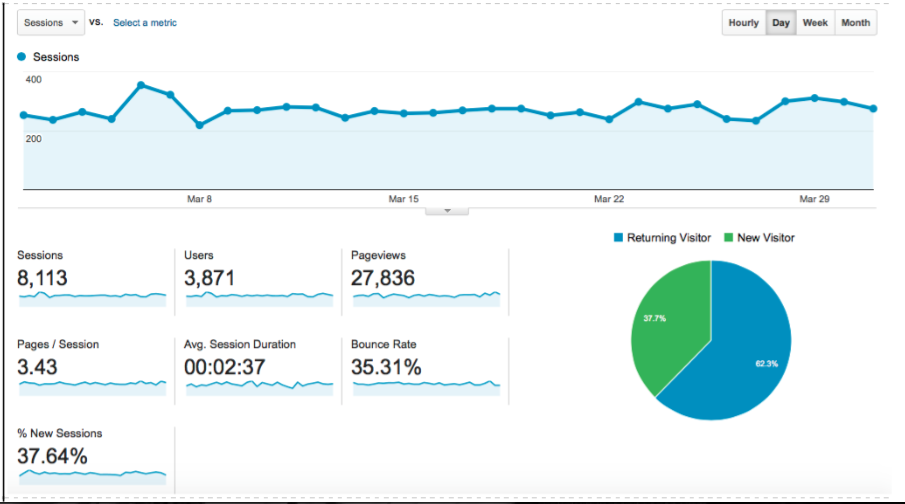 Sessions vs. Select a metric Hourly Day Week Month
Sessions
400
200
Mar 8 Mar 15 Mar 22 Mar 29
Returning Visitor New Visitor
Sessions Users Pageviews
8,113 3,871 27,836
37.7%
Pages / Session Avg. Session Duration Bounce Rate
3.43 00:02:37 35.31%
62.3%
% New Sessions
37.64%